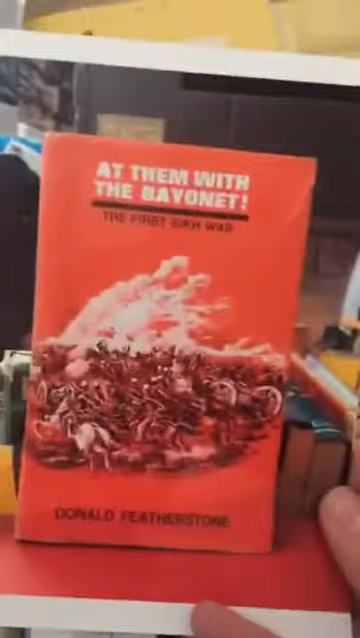 AT THEM WITH
THE BAYONET!
THE FIRST SIKH WAR
DONALD FEATHERSTONE